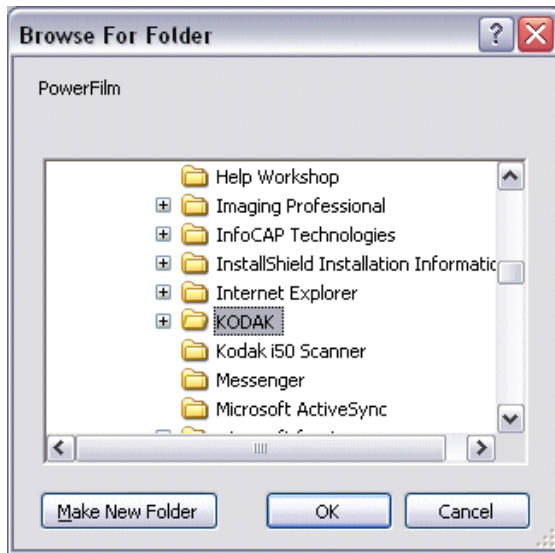 Browse For Folder
PowerFilm
Help Workshop
Imaging Professional
InfoCAP Technologies
InstallShield Installation Informatic
Internet Explorer
KODAK
Kodak i50 Scanner
Messenger
Microsoft ActiveSync
Make New Folder OK Cancel